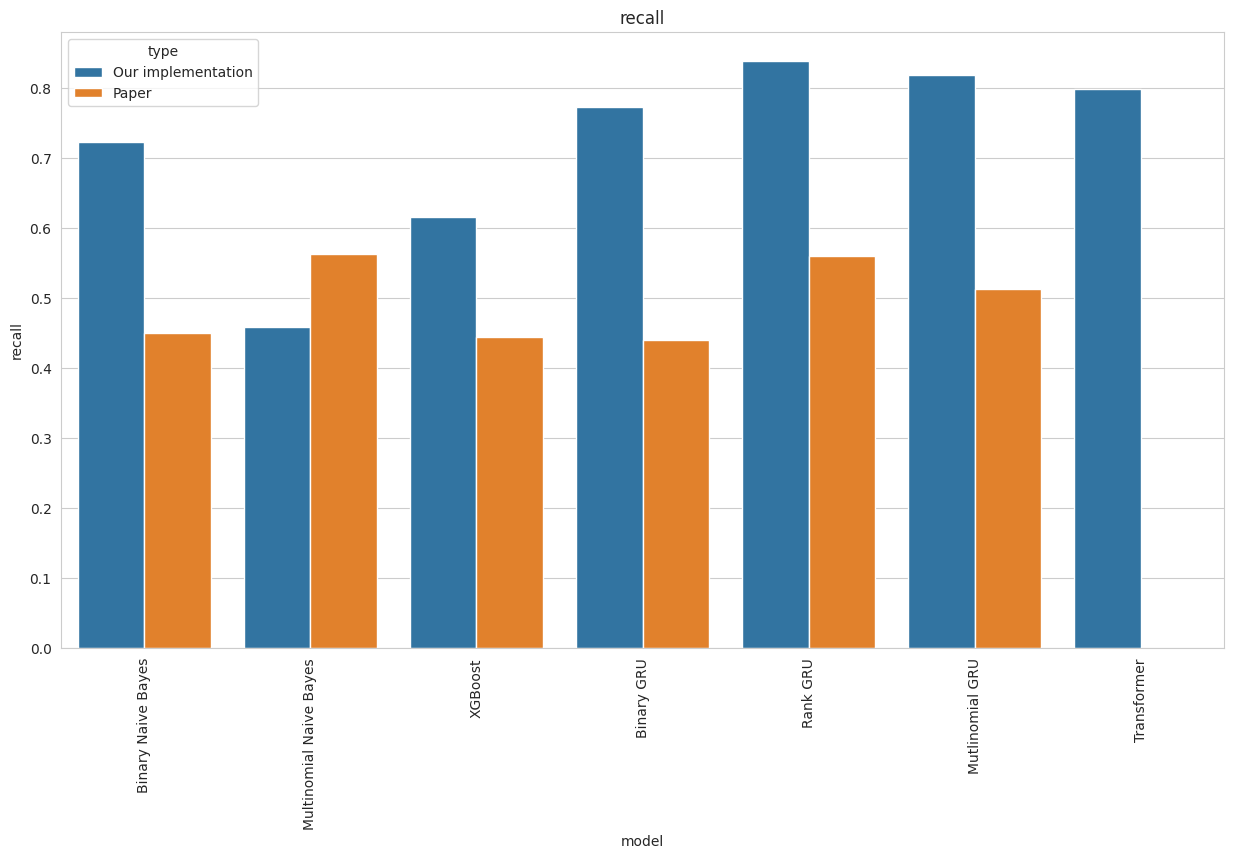 recall
type
Our implementation
Paper
recall
0.8
0.7
0.6
0.5
0.4
0.3
0.2
0.1
0.0
Binary Naive Bayes
Multinomial Naive Bayes
XGBoost
Binary GRU
Rank GRU
Mutlinomial GRU
Transformer
model